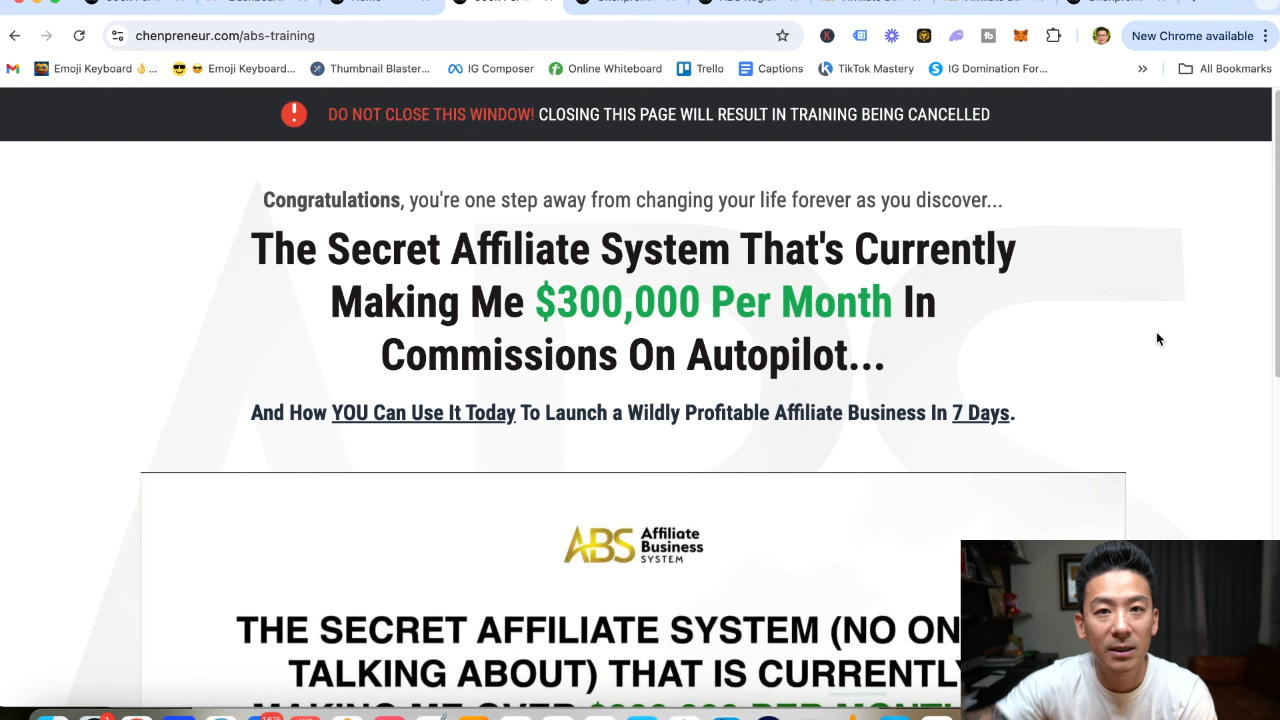 chenpreneur.com/abs-training
New Chrome available
Emoji Keyboard 👌...
Emoji Keyboard...
Thumbnail Blaster...
IG Composer
Online Whiteboard
Trello
Captions
TikTok Mastery
IG Domination For...
All Bookmarks
DO NOT CLOSE THIS WINDOW! CLOSING THIS PAGE WILL RESULT IN TRAINING BEING CANCELLED
Congratulations, you're one step away from changing your life forever as you discover...
The Secret Affiliate System That's Currently
Making Me $300,000 Per Month In
Commissions On Autopilot...
And How YOU Can Use It Today To Launch a Wildly Profitable Affiliate Business In 7 Days.
ABS Affiliate
Business
SYSTEM
THE SECRET AFFILIATE SYSTEM (NO ON
TALKING ABOUT) THAT IS CURRENTLY